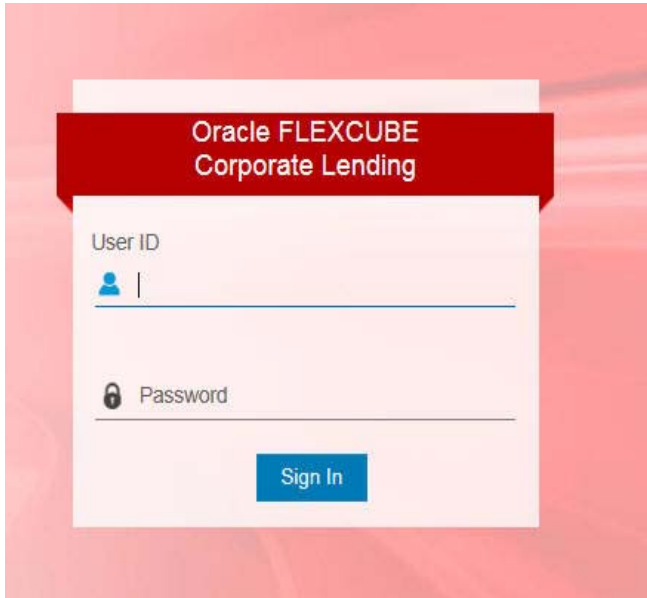 Oracle FLEXCUBE
Corporate Lending
User ID
Password
Sign In